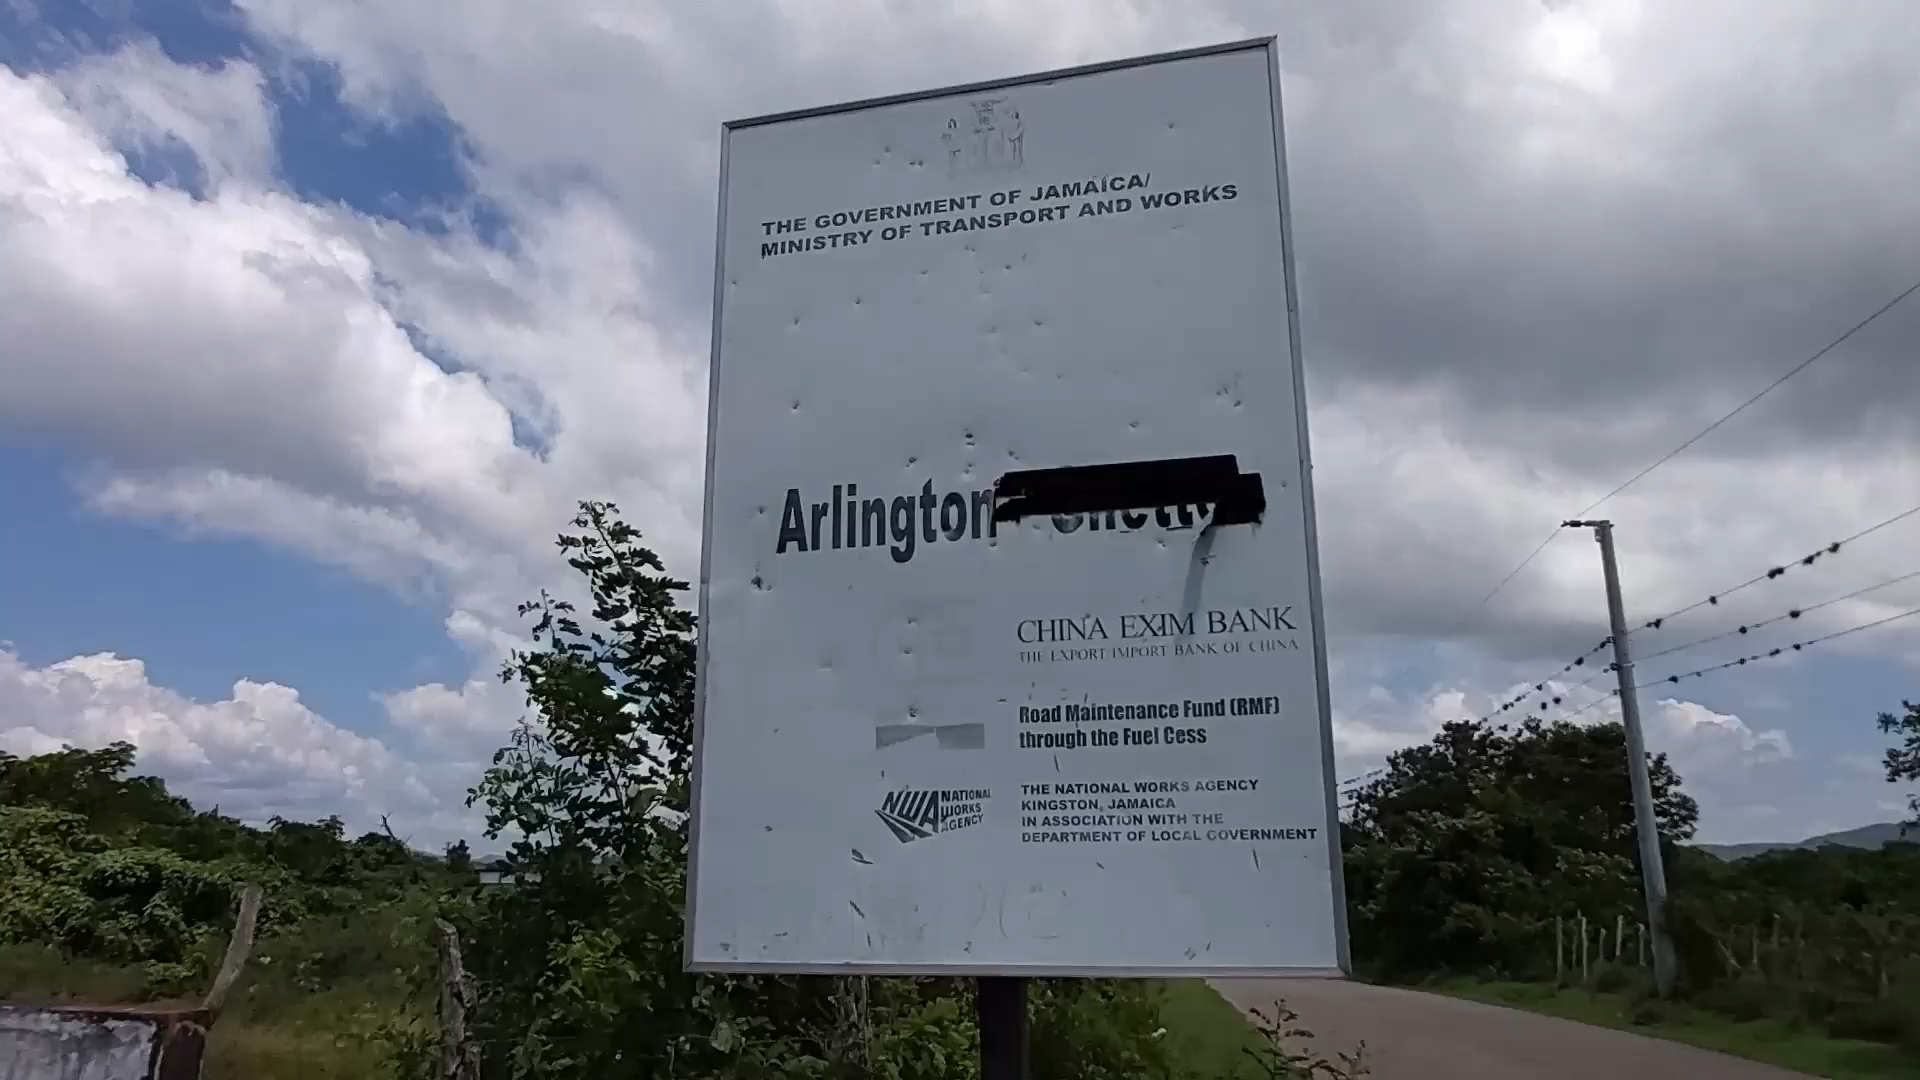 THE GOVERNMENT OF JAMAICA/
MINISTRY OF TRANSPORT AND WORKS
Arlington
CHINA EXIM BANK
THE EXPORT IMPORT BANK OF CHINA
Road Maintenance Fund (RMF)
through the Fuel Cess
NWA NATIONAL
WORKS
AGENCY
THE NATIONAL WORKS AGENCY
KINGSTON, JAMAICA
IN ASSOCIATION WITH THE
DEPARTMENT OF LOCAL GOVERNMENT